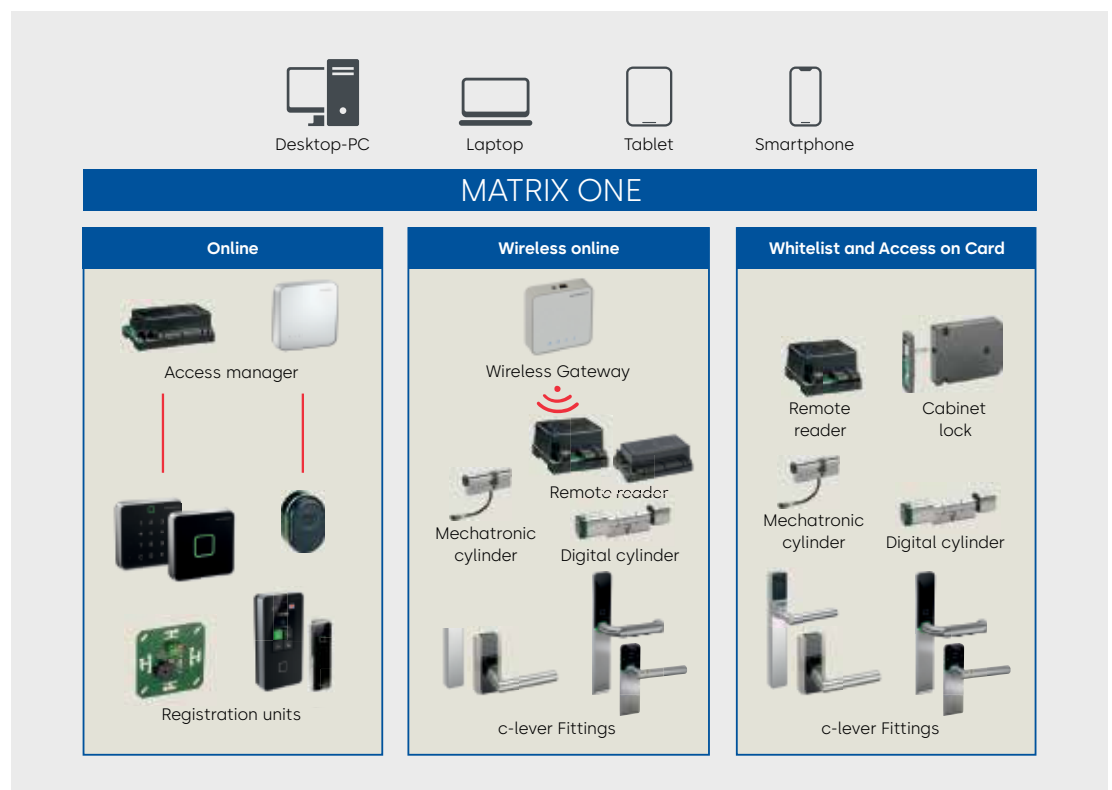 Desktop-PC
Laptop
Tablet
Smartphone
MATRIX ONE
Online
Access manager
Registration units
Wireless online
Wireless Gateway
Remote reader
Mechatronic
cylinder
Digital cylinder
c-lever Fittings
Whitelist and Access on Card
Remote
reader
Cabinet
lock
Mechatronic
cylinder
Digital cylinder
c-lever Fittings